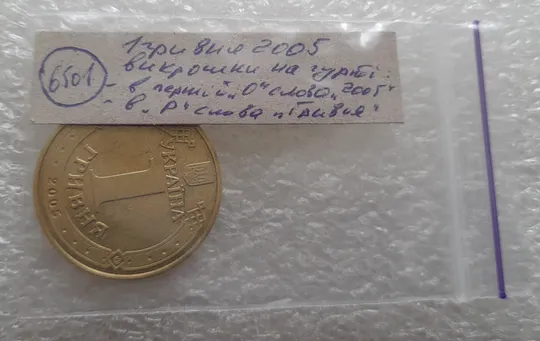 6501
1 гривня 2005
викрошки на гурті:
- в першій „0" слова „2005"
- в „Р" слова „Гривня"
ГРИВНЯ
1
УКРАЇНА
2005